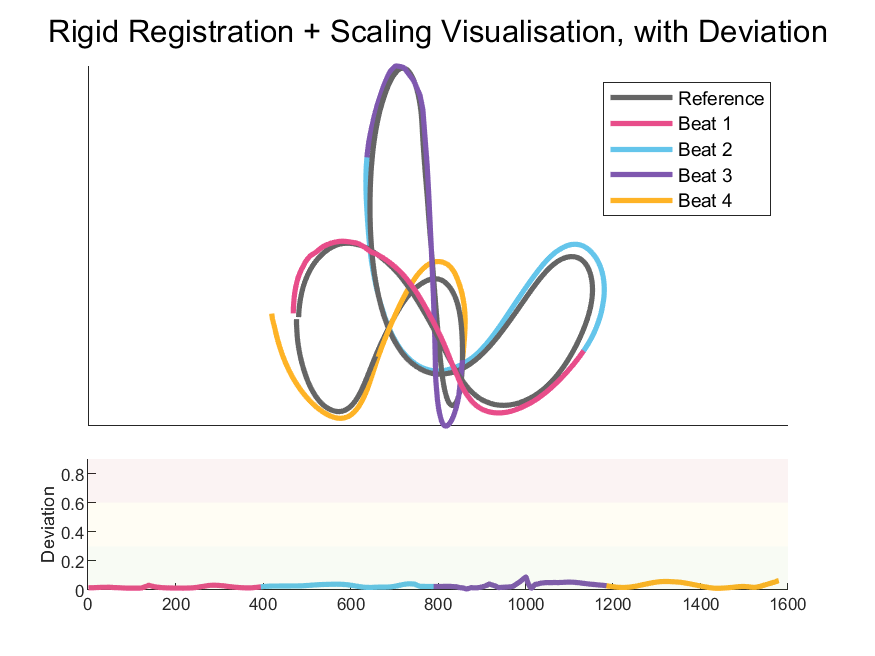 Rigid Registration + Scaling Visualisation, with Deviation
Reference
Beat 1
Beat 2
Beat 3
Beat 4
Deviation
0.8
0.6
0.4
0.2
0
0 200 400 600 800 1000 1200 1400 1600